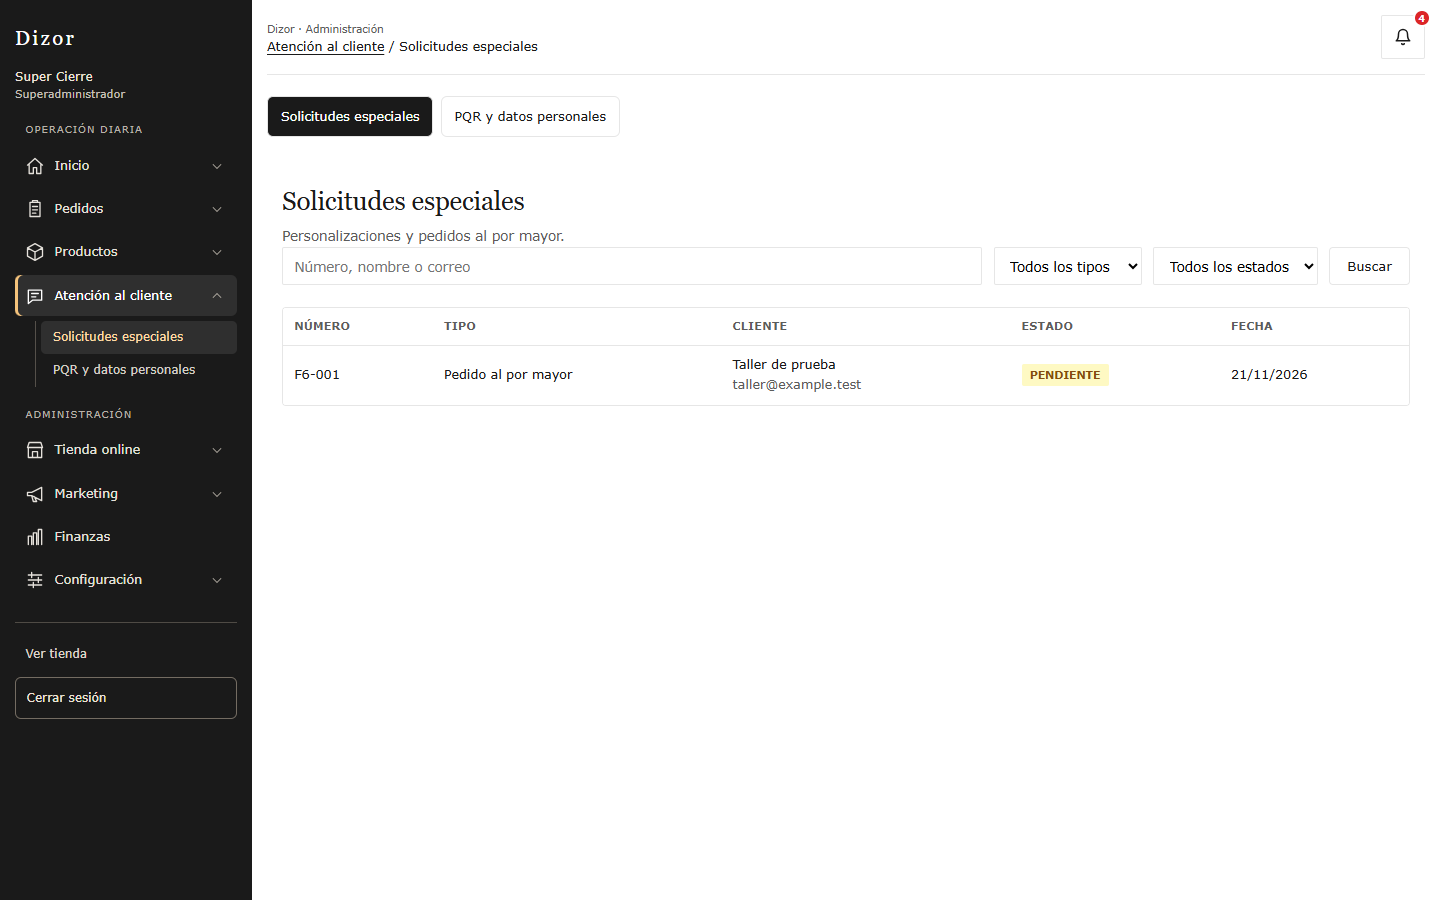 Dizor
Super Cierre
Superadministrador
OPERACIÓN DIARIA
Inicio
Pedidos
Productos
Atención al cliente
Solicitudes especiales
PQR y datos personales
ADMINISTRACIÓN
Tienda online
Marketing
Finanzas
Configuración
Ver tienda
Cerrar sesión
Dizor · Administración
Atención al cliente / Solicitudes especiales
4
Solicitudes especiales
PQR y datos personales
Solicitudes especiales
Personalizaciones y pedidos al por mayor.
Número, nombre o correo
Todos los tipos
Todos los estados
Buscar
NÚMERO TIPO CLIENTE ESTADO FECHA
F6-001 Pedido al por mayor Taller de prueba PENDIENTE 21/11/2026
taller@example.test